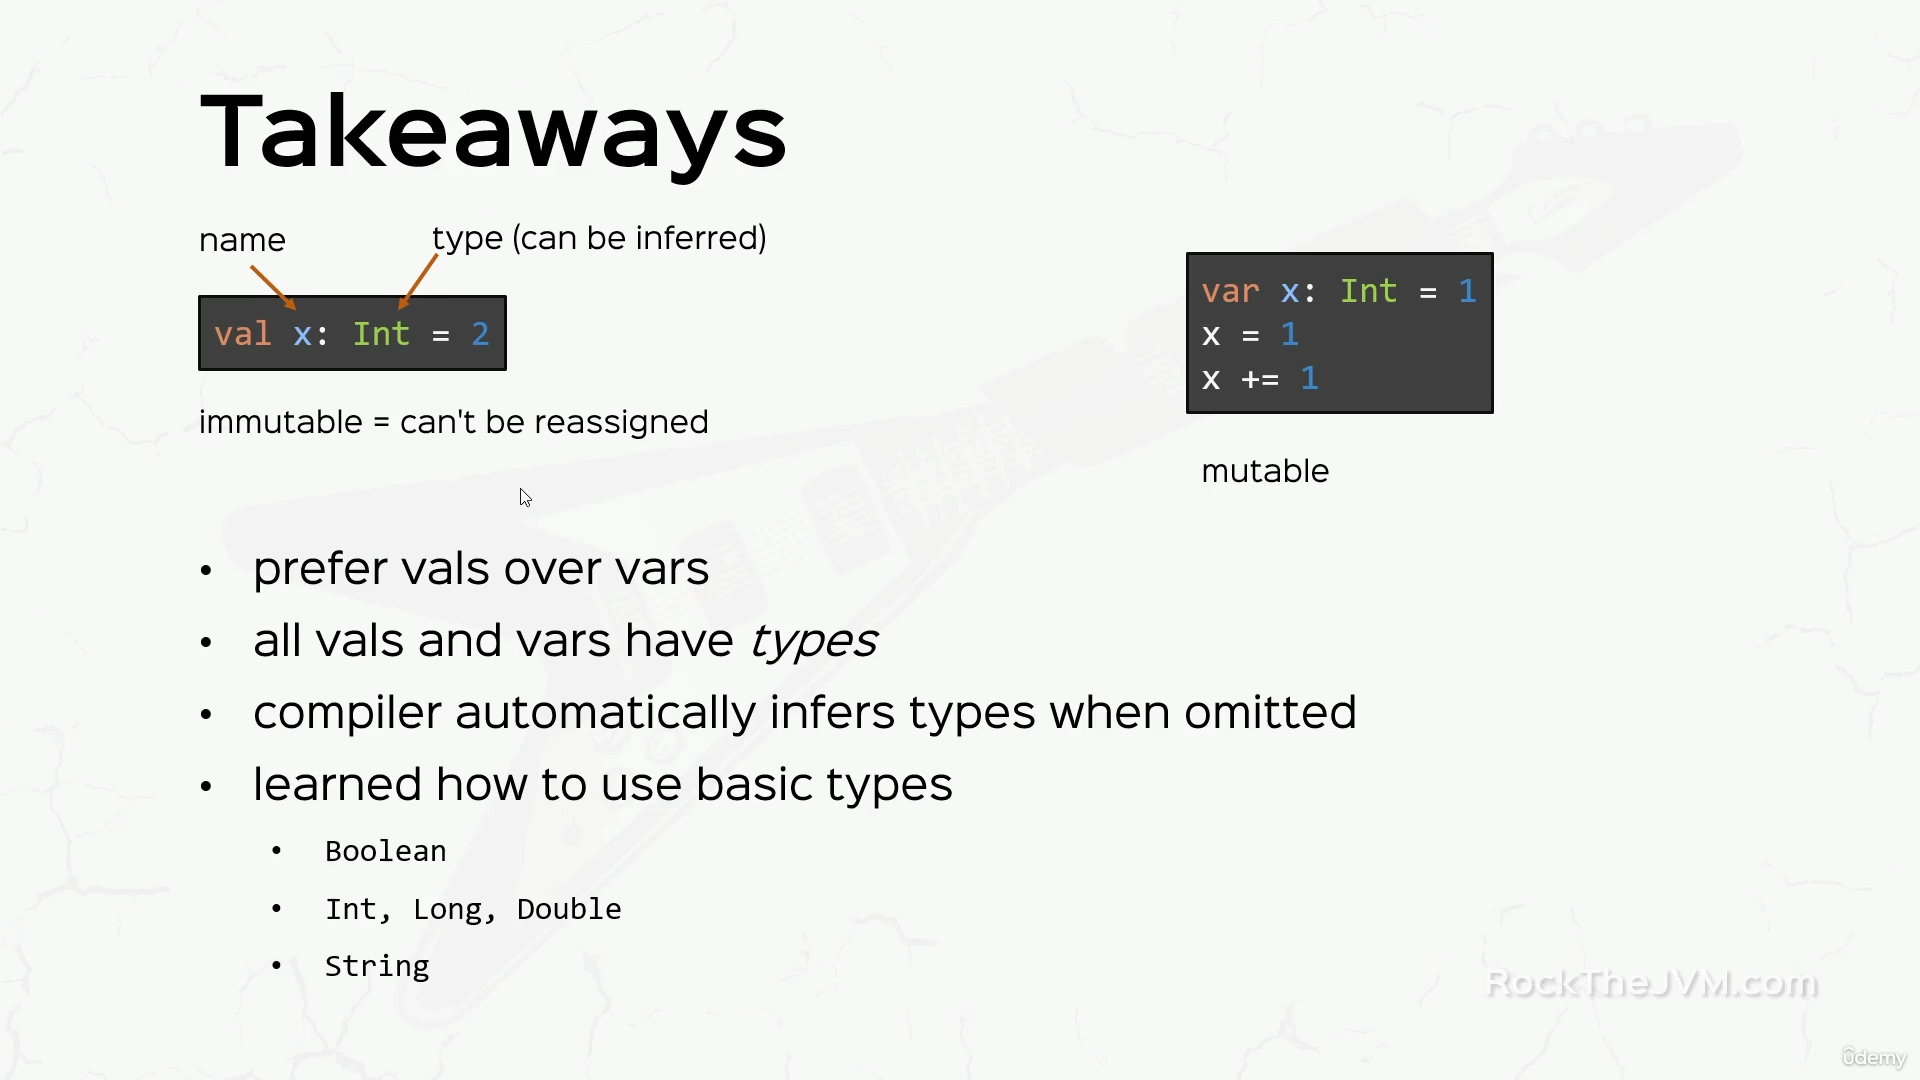 Takeaways
name
type (can be inferred)
val x: Int = 2
immutable = can't be reassigned
var x: Int = 1
x = 1
x += 1
mutable
• prefer vals over vars
• all vals and vars have types
• compiler automatically infers types when omitted
• learned how to use basic types
• Boolean
• Int, Long, Double
• String
RockTheJVM.com
ûdemy